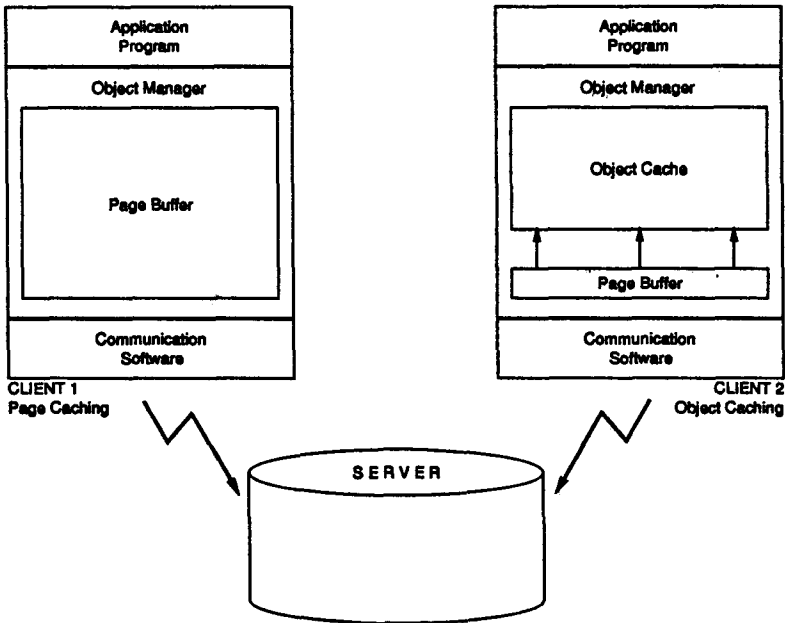 Application
Program
Object Manager
Page Buffer
Communication
Software
CLIENT 1
Page Caching
Application
Program
Object Manager
Object Cache
Page Buffer
Communication
Software
CLIENT 2
Object Caching
SERVER